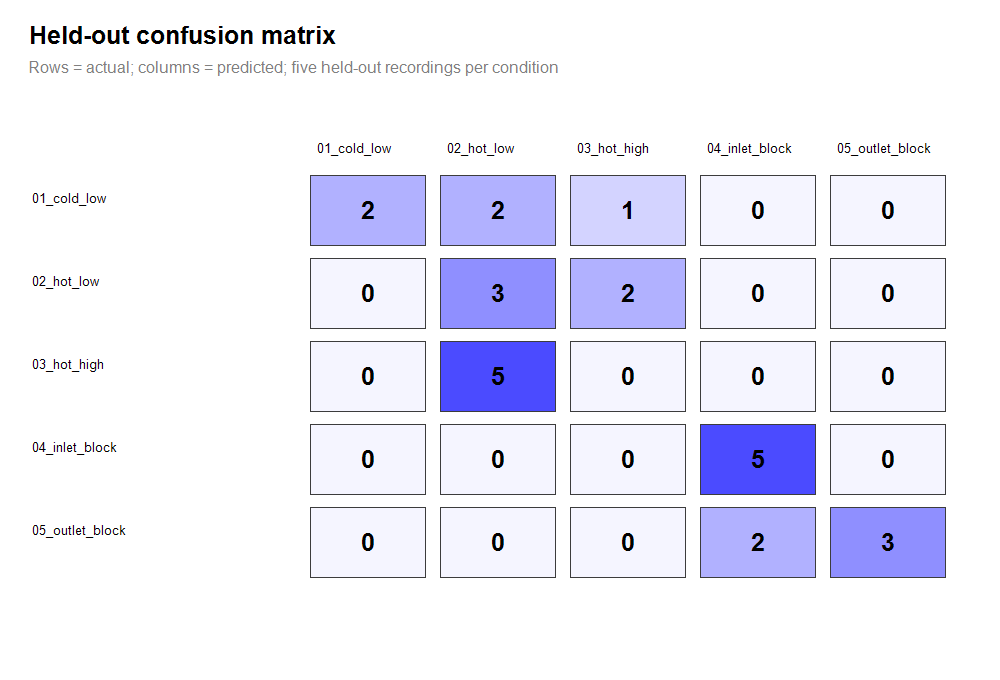 Held-out confusion matrix
Rows = actual; columns = predicted; five held-out recordings per condition
01_cold_low 02_hot_low 03_hot_high 04_inlet_block 05_outlet_block
01_cold_low 2 2 1 0 0
02_hot_low 0 3 2 0 0
03_hot_high 0 5 0 0 0
04_inlet_block 0 0 0 5 0
05_outlet_block 0 0 0 2 3